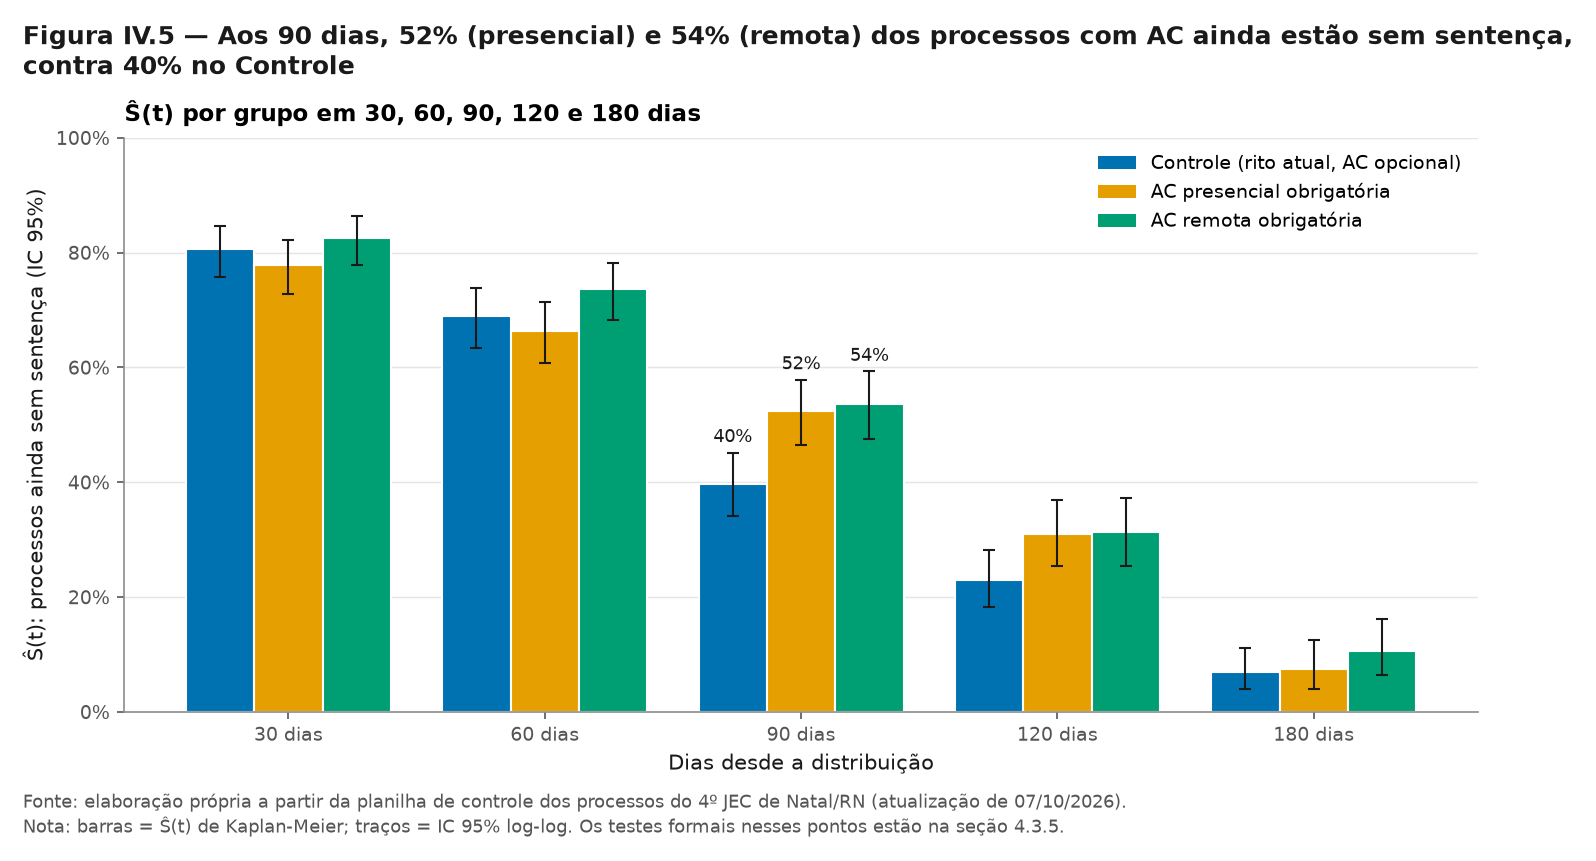 Figura IV.5 — Aos 90 dias, 52% (presencial) e 54% (remota) dos processos com AC ainda estão sem sentença,
contra 40% no Controle
Ŝ(t) por grupo em 30, 60, 90, 120 e 180 dias
Ŝ(t): processos ainda sem sentença (IC 95%)
100%
80%
60%
40%
20%
0%
Controle (rito atual, AC opcional)
AC presencial obrigatória
AC remota obrigatória
40%
52%
54%
30 dias
60 dias
90 dias
120 dias
180 dias
Dias desde a distribuição
Fonte: elaboração própria a partir da planilha de controle dos processos do 4º JEC de Natal/RN (atualização de 07/10/2026).
Nota: barras = Ŝ(t) de Kaplan-Meier; traços = IC 95% log-log. Os testes formais nesses pontos estão na seção 4.3.5.